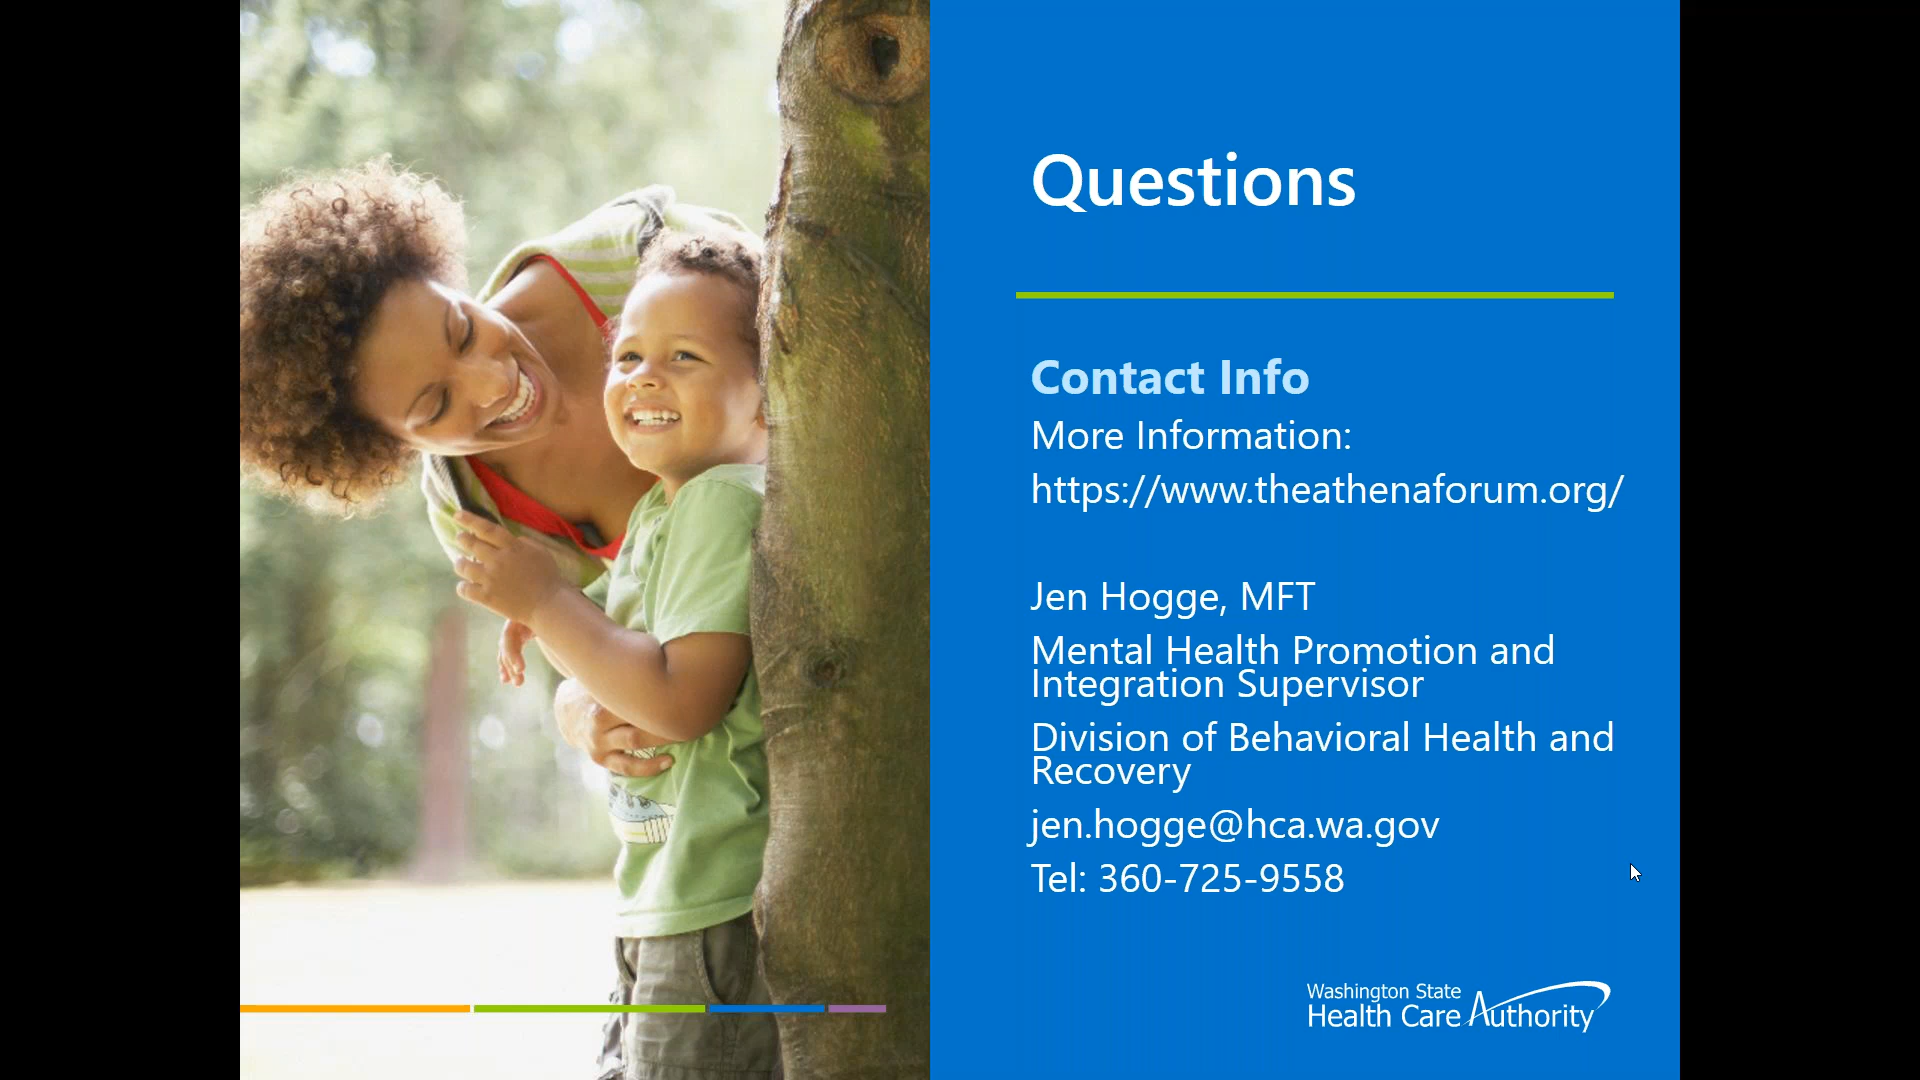 Questions
Contact Info
More Information:
https://www.theathenaforum.org/
Jen Hogge, MFT
Mental Health Promotion and
Integration Supervisor
Division of Behavioral Health and
Recovery
jen.hogge@hca.wa.gov
Tel: 360-725-9558
Washington State
Health Care Authority